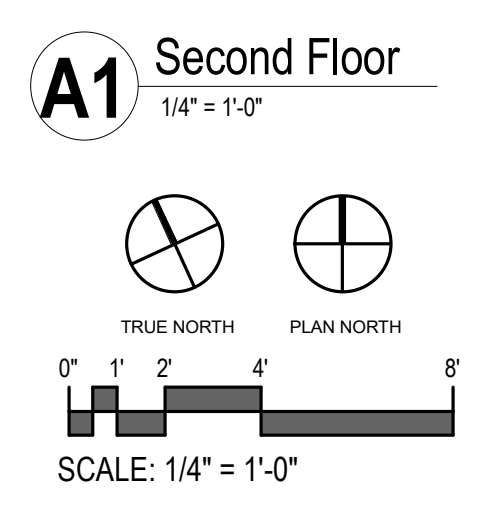 A1
Second Floor
1/4" = 1'-0"
TRUE NORTH PLAN NORTH
0" 1' 2' 4' 8'
SCALE: 1/4" = 1'-0"